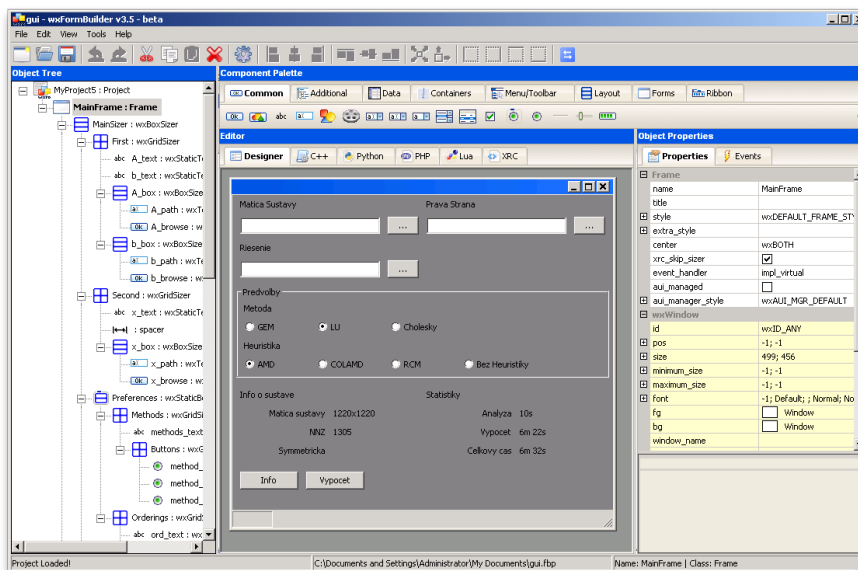 gui - wxFormBuilder v3.5 - beta
File Edit View Tools Help
Object Tree
MyProject5 : Project
MainFrame : Frame
MainSizer : wxBoxSizer
First : wxGridSizer
abc A_text : wxStaticTe
abc b_text : wxStaticTe
A_box : wxBoxSize
A_path : wxTe
Ok A_browse : w
b_box : wxBoxSize
b_path : wxTe
Ok b_browse : w
Second : wxGridSizer
abc x_text : wxStaticTe
: spacer
x_box : wxBoxSize
x_path : wxTe
Ok x_browse : w
Preferences : wxStaticBo
Methods : wxGridSi
abc methods_text
Buttons : wxG
method_
method_
method_
Orderings : wxGrid
abc ord_text : wx
Component Palette
Common Additional Data Containers Menu/Toolbar Layout Forms Ribbon
Editor
Designer C++ Python PHP Lua XRC
Matica Sustavy Prava Strana
... ...
Riesenie
...
Predvolby
Metoda
GEM LU Cholesky
Heuristika
AMD COLAMD RCM Bez Heuristiky
Info o sustave Statistiky
Matica sustavy 1220x1220 Analyza 10s
NNZ 1305 Vypocet 6m 22s
Symmetricka Celkovy cas 6m 32s
Info Vypocet
Object Properties
Properties Events
Frame
name MainFrame
title
style wxDEFAULT_FRAME_STY
extra_style
center wxBOTH
xrc_skip_sizer
event_handler impl_virtual
aui_managed
aui_manager_style wxAUI_MGR_DEFAULT
wxWindow
id wxID_ANY
pos -1; -1
size 499; 456
minimum_size -1; -1
maximum_size -1; -1
font -1; Default; ; Normal; No
fg Window
bg Window
window_name
Project Loaded! C:\Documents and Settings\Administrator\My Documents\gui.fbp Name: MainFrame | Class: Frame